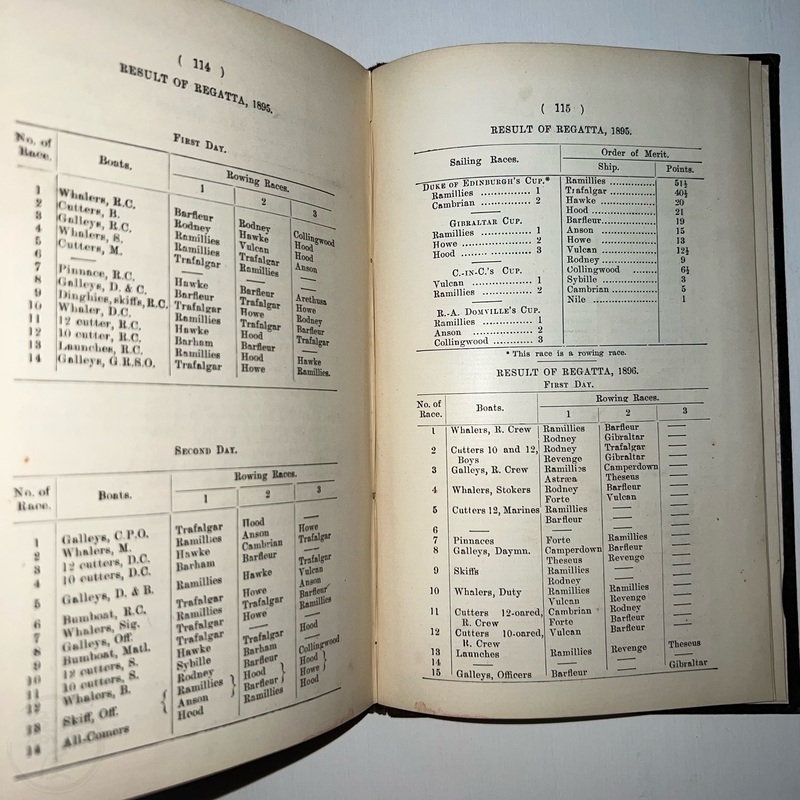 ( 114 )
RESULT OF REGATTA, 1895.
FIRST DAY.
No. of Race. Boats. Rowing Races.
1 2 3
1 Whalers, R.C. Barfleur Rodney Collingwood
2 Cutters, B. Rodney Hawke Hood
3 Galleys, R.C. Ramillies Vulcan Hood
4 Whalers, S. Ramillies Trafalgar Anson
5 Cutters, M. Trafalgar Ramillies —
6 — — — —
7 Pinnace, R.C. Hawke Barfleur Arethusa
8 Galleys, D. & C. Barfleur Trafalgar Howe
9 Dinghies, skiffs, R.C. Trafalgar Howe Rodney
10 Whaler, D.C. Ramillies Trafalgar Barfleur
11 12 cutter, R.C. Hawke Hood Trafalgar
12 10 cutter, R.C. Barham Barfleur —
13 Launches, R.C. Ramillies Hood Hawke
14 Galleys, G.R.S.O. Trafalgar Howe Ramillies.
SECOND DAY.
No. of Race. Boats. Rowing Races.
1 2 3
1 Galleys, C.P.O. Trafalgar Hood —
2 Whalers, M. Ramillies Anson Howe
3 12 cutters, D.C. Hawke Cambrian Trafalgar
4 10 cutters, D.C. Barham Barfleur —
5 Galleys, D. & B. Ramillies Hawke Trafalgar
Vulcan
6 Bumboat, R.C. Trafalgar Howe Anson
7 Whalers, Sig. Ramillies Trafalgar Barfleur
8 Galleys, Off. Trafalgar Howe Ramillies
9 Bumboat, Matl. Trafalgar — —
10 12 cutters, S. Hawke Trafalgar Hood
11 10 cutters, S. Sybille Barham —
12 Whalers, B. Rodney Barfleur Collingwood
13 Skiff, Off. { Ramillies } Hood } Hood }
Anson Barfleur Howe
14 All-Comers Hood Ramillies Hood
( 115 )
RESULT OF REGATTA, 1895.
Sailing Races. Order of Merit.
Ship. Points.
DUKE OF EDINBURGH'S CUP.*
Ramillies ............ 1
Cambrian ............ 2
GIBRALTAR CUP.
Ramillies ............ 1
Howe ............ 2
Hood ............ 3
C.-IN-C.'S CUP.
Vulcan ............ 1
Ramillies ............ 2
R.-A. DOMVILE'S CUP.
Ramillies ............ 1
Anson ............ 2
Collingwood ............ 3
Ramillies ............ 51½
Trafalgar ............ 40½
Hawke ............ 20
Hood ............ 21
Barfleur ............ 19
Anson ............ 15
Howe ............ 13
Vulcan ............ 12½
Rodney ............ 9
Collingwood ............ 6½
Sybille ............ 3
Cambrian ............ 5
Nile ............ 1
* This race is a rowing race.
RESULT OF REGATTA, 1896.
FIRST DAY.
No. of Race. Boats. Rowing Races.
1 2 3
1 Whalers, R. Crew Ramillies Barfleur —
Rodney Gibraltar —
2 Cutters 10 and 12, Rodney Trafalgar —
Boys Revenge Gibraltar —
3 Galleys, R. Crew Ramillies Camperdown —
Astræa Theseus —
4 Whalers, Stokers Rodney Barfleur —
Forte Vulcan —
5 Cutters 12, Marines Ramillies — —
Barfleur — —
6 — — — —
7 Pinnaces Forte Ramillies —
8 Galleys, Daymn. Camperdown Barfleur —
Theseus Revenge —
9 Skiffs Ramillies — —
Rodney — —
10 Whalers, Duty Ramillies Ramillies —
Vulcan Revenge —
11 Cutters 12-oared, Cambrian Rodney —
R. Crew Forte Barfleur —
12 Cutters 10-oared, Vulcan Barfleur —
R. Crew
13 Launches Ramillies Revenge Theseus
14 — — — —
15 Galleys, Officers Barfleur — Gibraltar